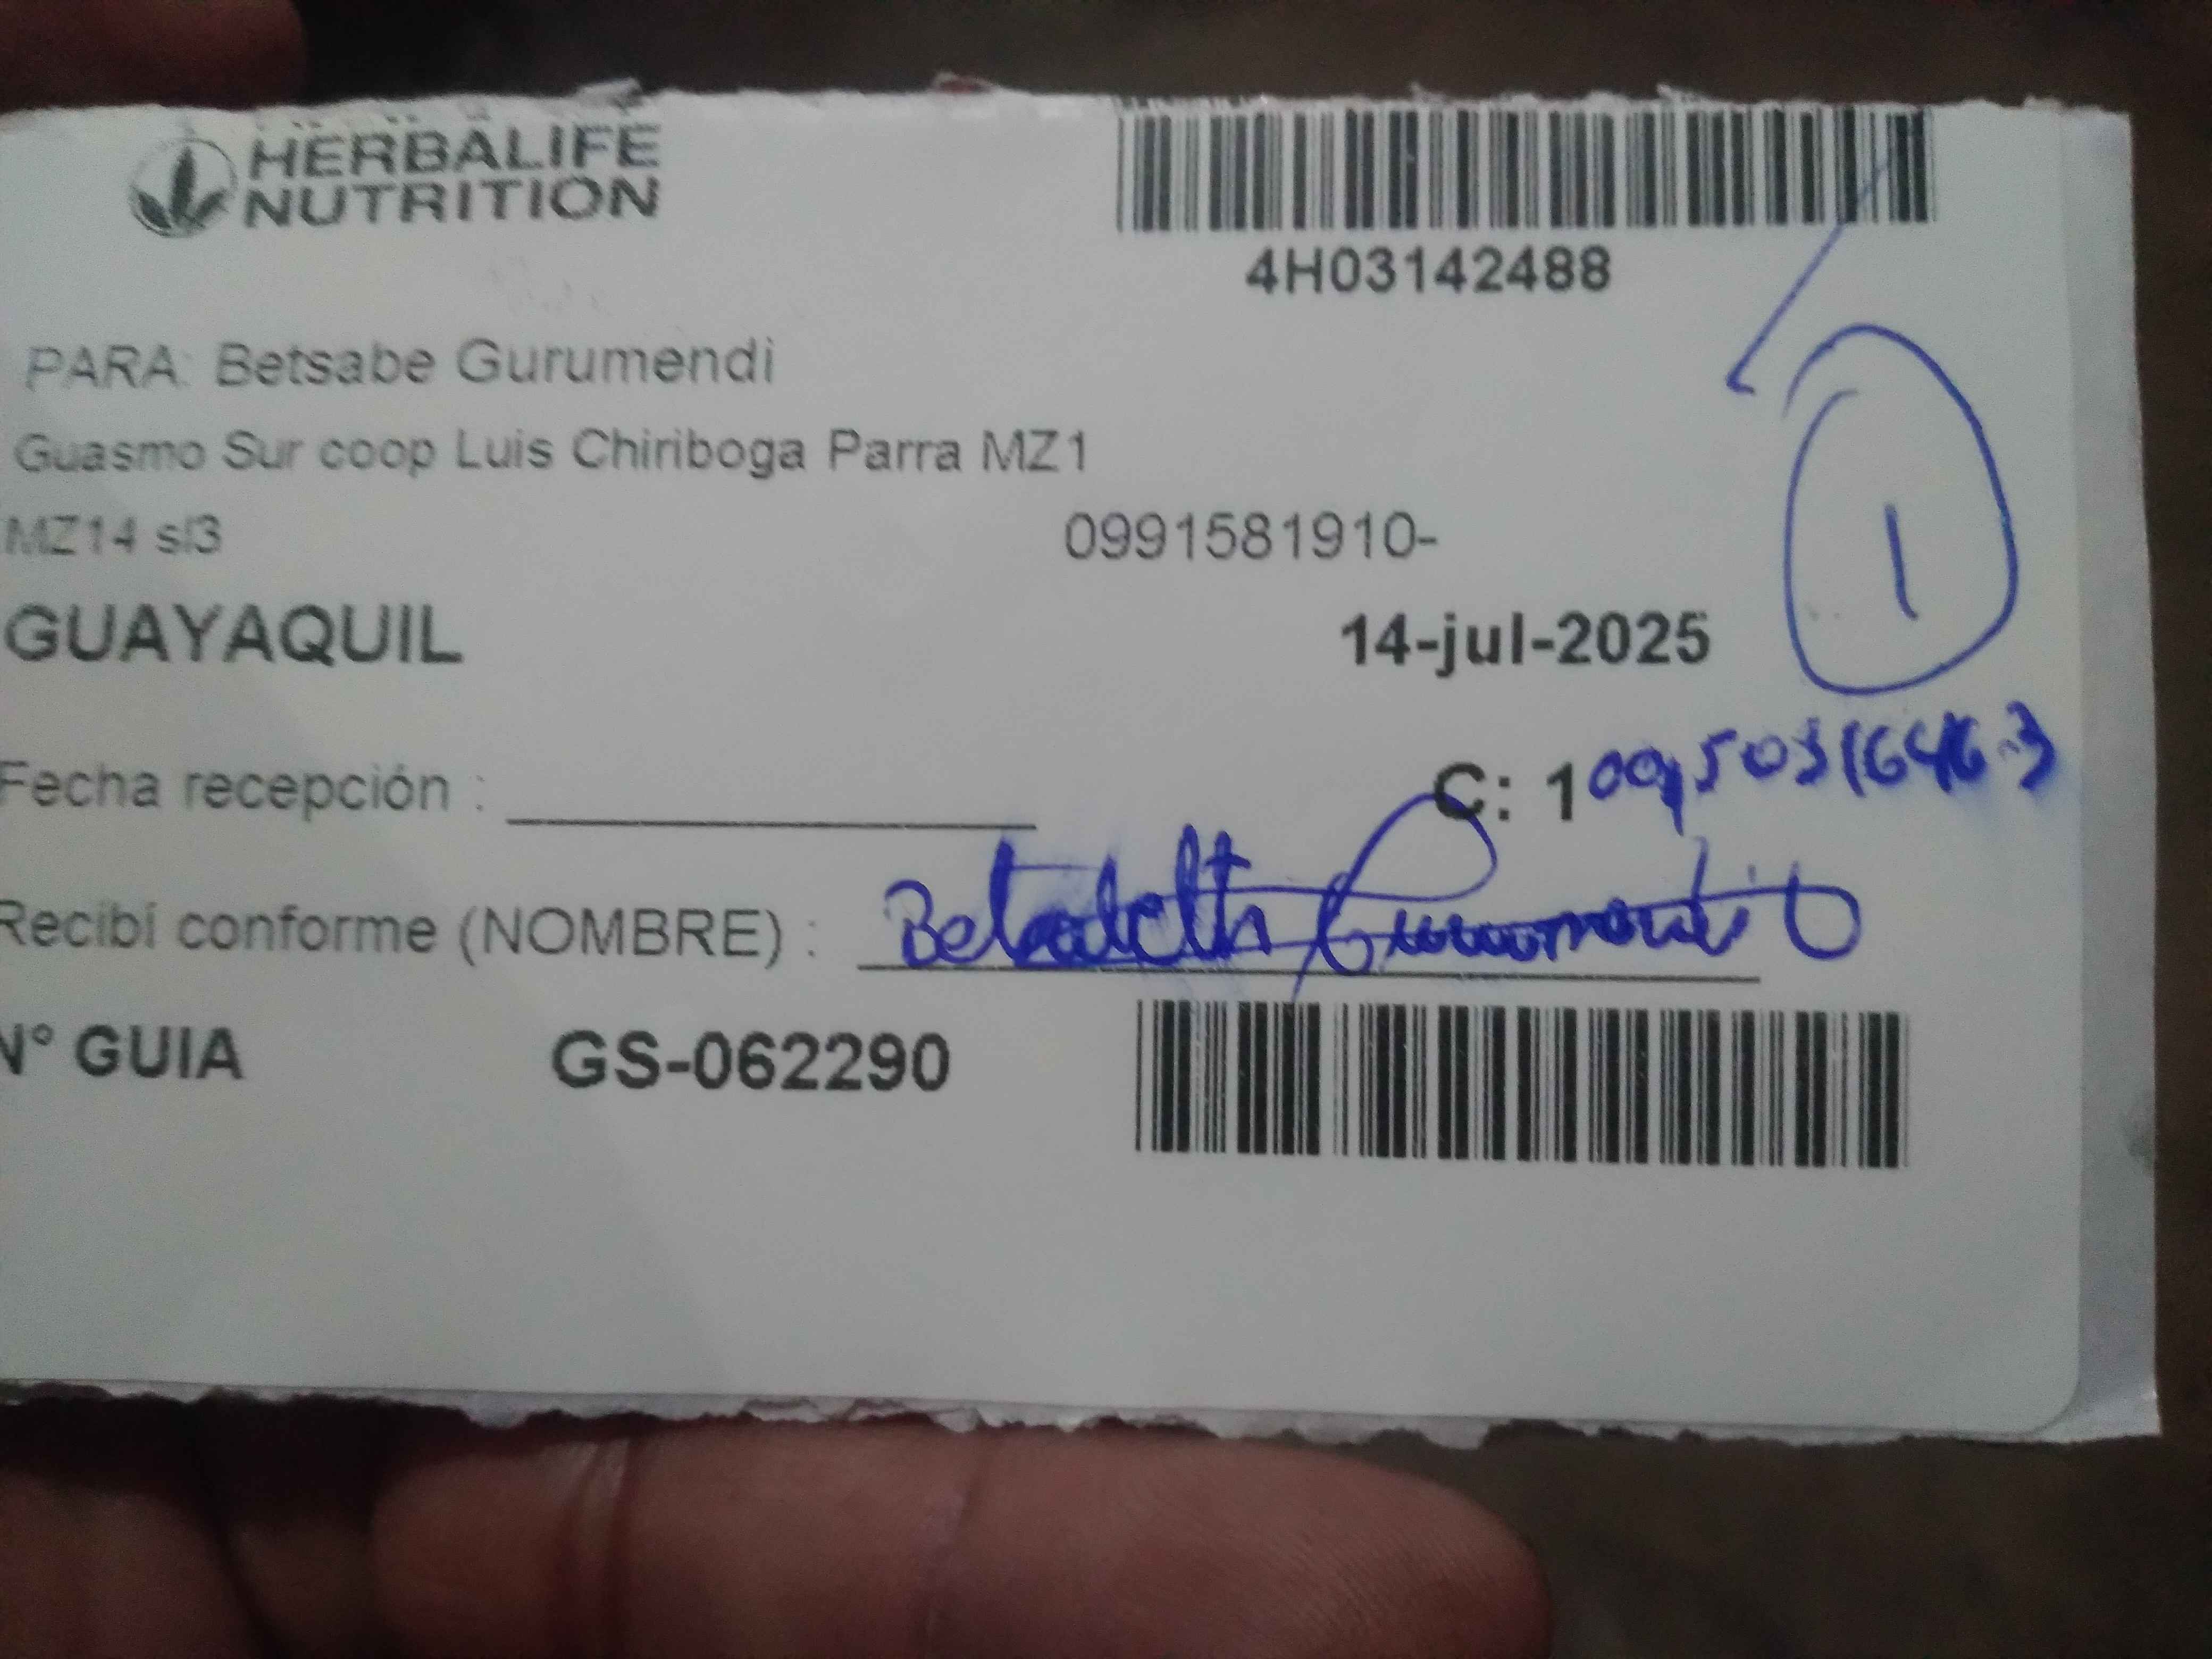 HERBALIFE
NUTRITION
4H03142488
PARA: Betsabe Gurumendi
Guasmo Sur coop Luis Chiriboga Parra MZ1
MZ14 sl3 0991581910-
GUAYAQUIL 14-jul-2025
1
Fecha recepción : C: 1
Recibí conforme (NOMBRE) : Gurumendi
N° GUIA GS-062290